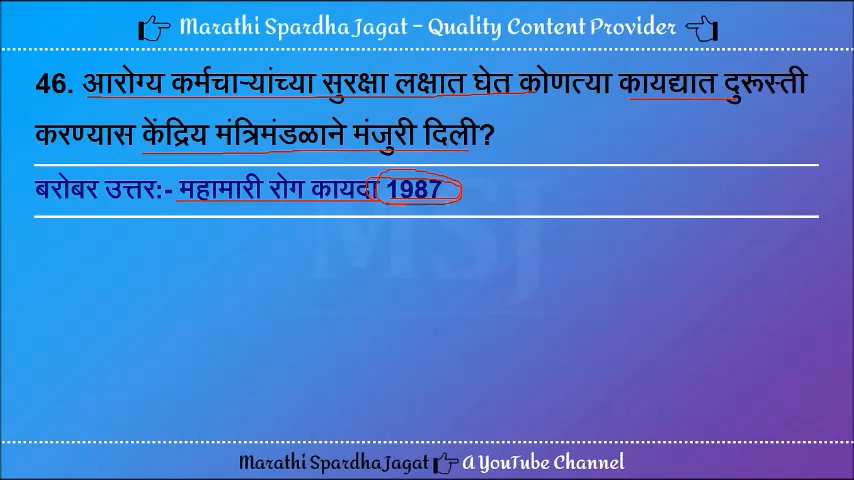 Marathi Spardha Jagat - Quality Content Provider
46. आरोग्य कर्मचाऱ्यांच्या सुरक्षा लक्षात घेत कोणत्या कायद्यात दुरूस्ती
करण्यास केंद्रिय मंत्रिमंडळाने मंजुरी दिली?
बरोबर उत्तर:- महामारी रोग कायदा 1987
MSJ
Marathi Spardha Jagat A YouTube Channel